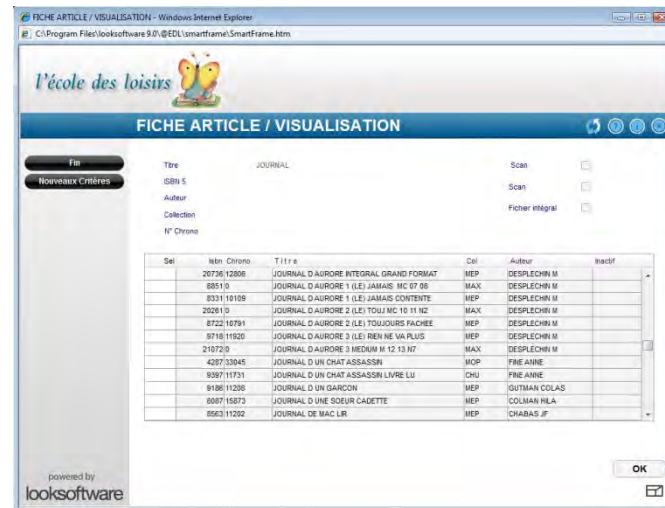 FICHE ARTICLE / VISUALISATION - Windows Internet Explorer
C:\Program Files\looksoftware 9.0\@EDL\smartframe\SmartFrame.htm
l'école des loisirs
FICHE ARTICLE / VISUALISATION
Fin
Nouveaux Critères
Titre JOURNAL Scan
ISBN 5 Scan
Auteur Fichier intégral
Collection
N° Chrono
Sel Isbn Chrono Titre Col Auteur Inactif
20736 12806 JOURNAL D AURORE INTEGRAL GRAND FORMAT MEP DESPLECHIN M
8851 0 JOURNAL D AURORE 1 (LE) JAMAIS MC 07 08 MAX DESPLECHIN M
8331 10109 JOURNAL D AURORE 1 (LE) JAMAIS CONTENTE MEP DESPLECHIN M
20261 0 JOURNAL D AURORE 2 (LE) TOUJ MC 10 11 N2 MAX DESPLECHIN M
8722 10791 JOURNAL D AURORE 2 (LE) TOUJOURS FACHEE MEP DESPLECHIN M
9718 11920 JOURNAL D AURORE 3 (LE) RIEN NE VA PLUS MEP DESPLECHIN M
21072 0 JOURNAL D AURORE 3 MEDIUM M 12 13 N7 MAX DESPLECHIN M
4287 33045 JOURNAL D UN CHAT ASSASSIN MOP FINE ANNE
9397 11731 JOURNAL D UN CHAT ASSASSIN LIVRE LU CHU FINE ANNE
9186 11206 JOURNAL D UN GARCON MEP GUTMAN COLAS
6087 15873 JOURNAL D UNE SOEUR CADETTE MEP COLMAN HILA
8563 11202 JOURNAL DE MAC LIR MEP CHABAS JF
OK
powered by
looksoftware